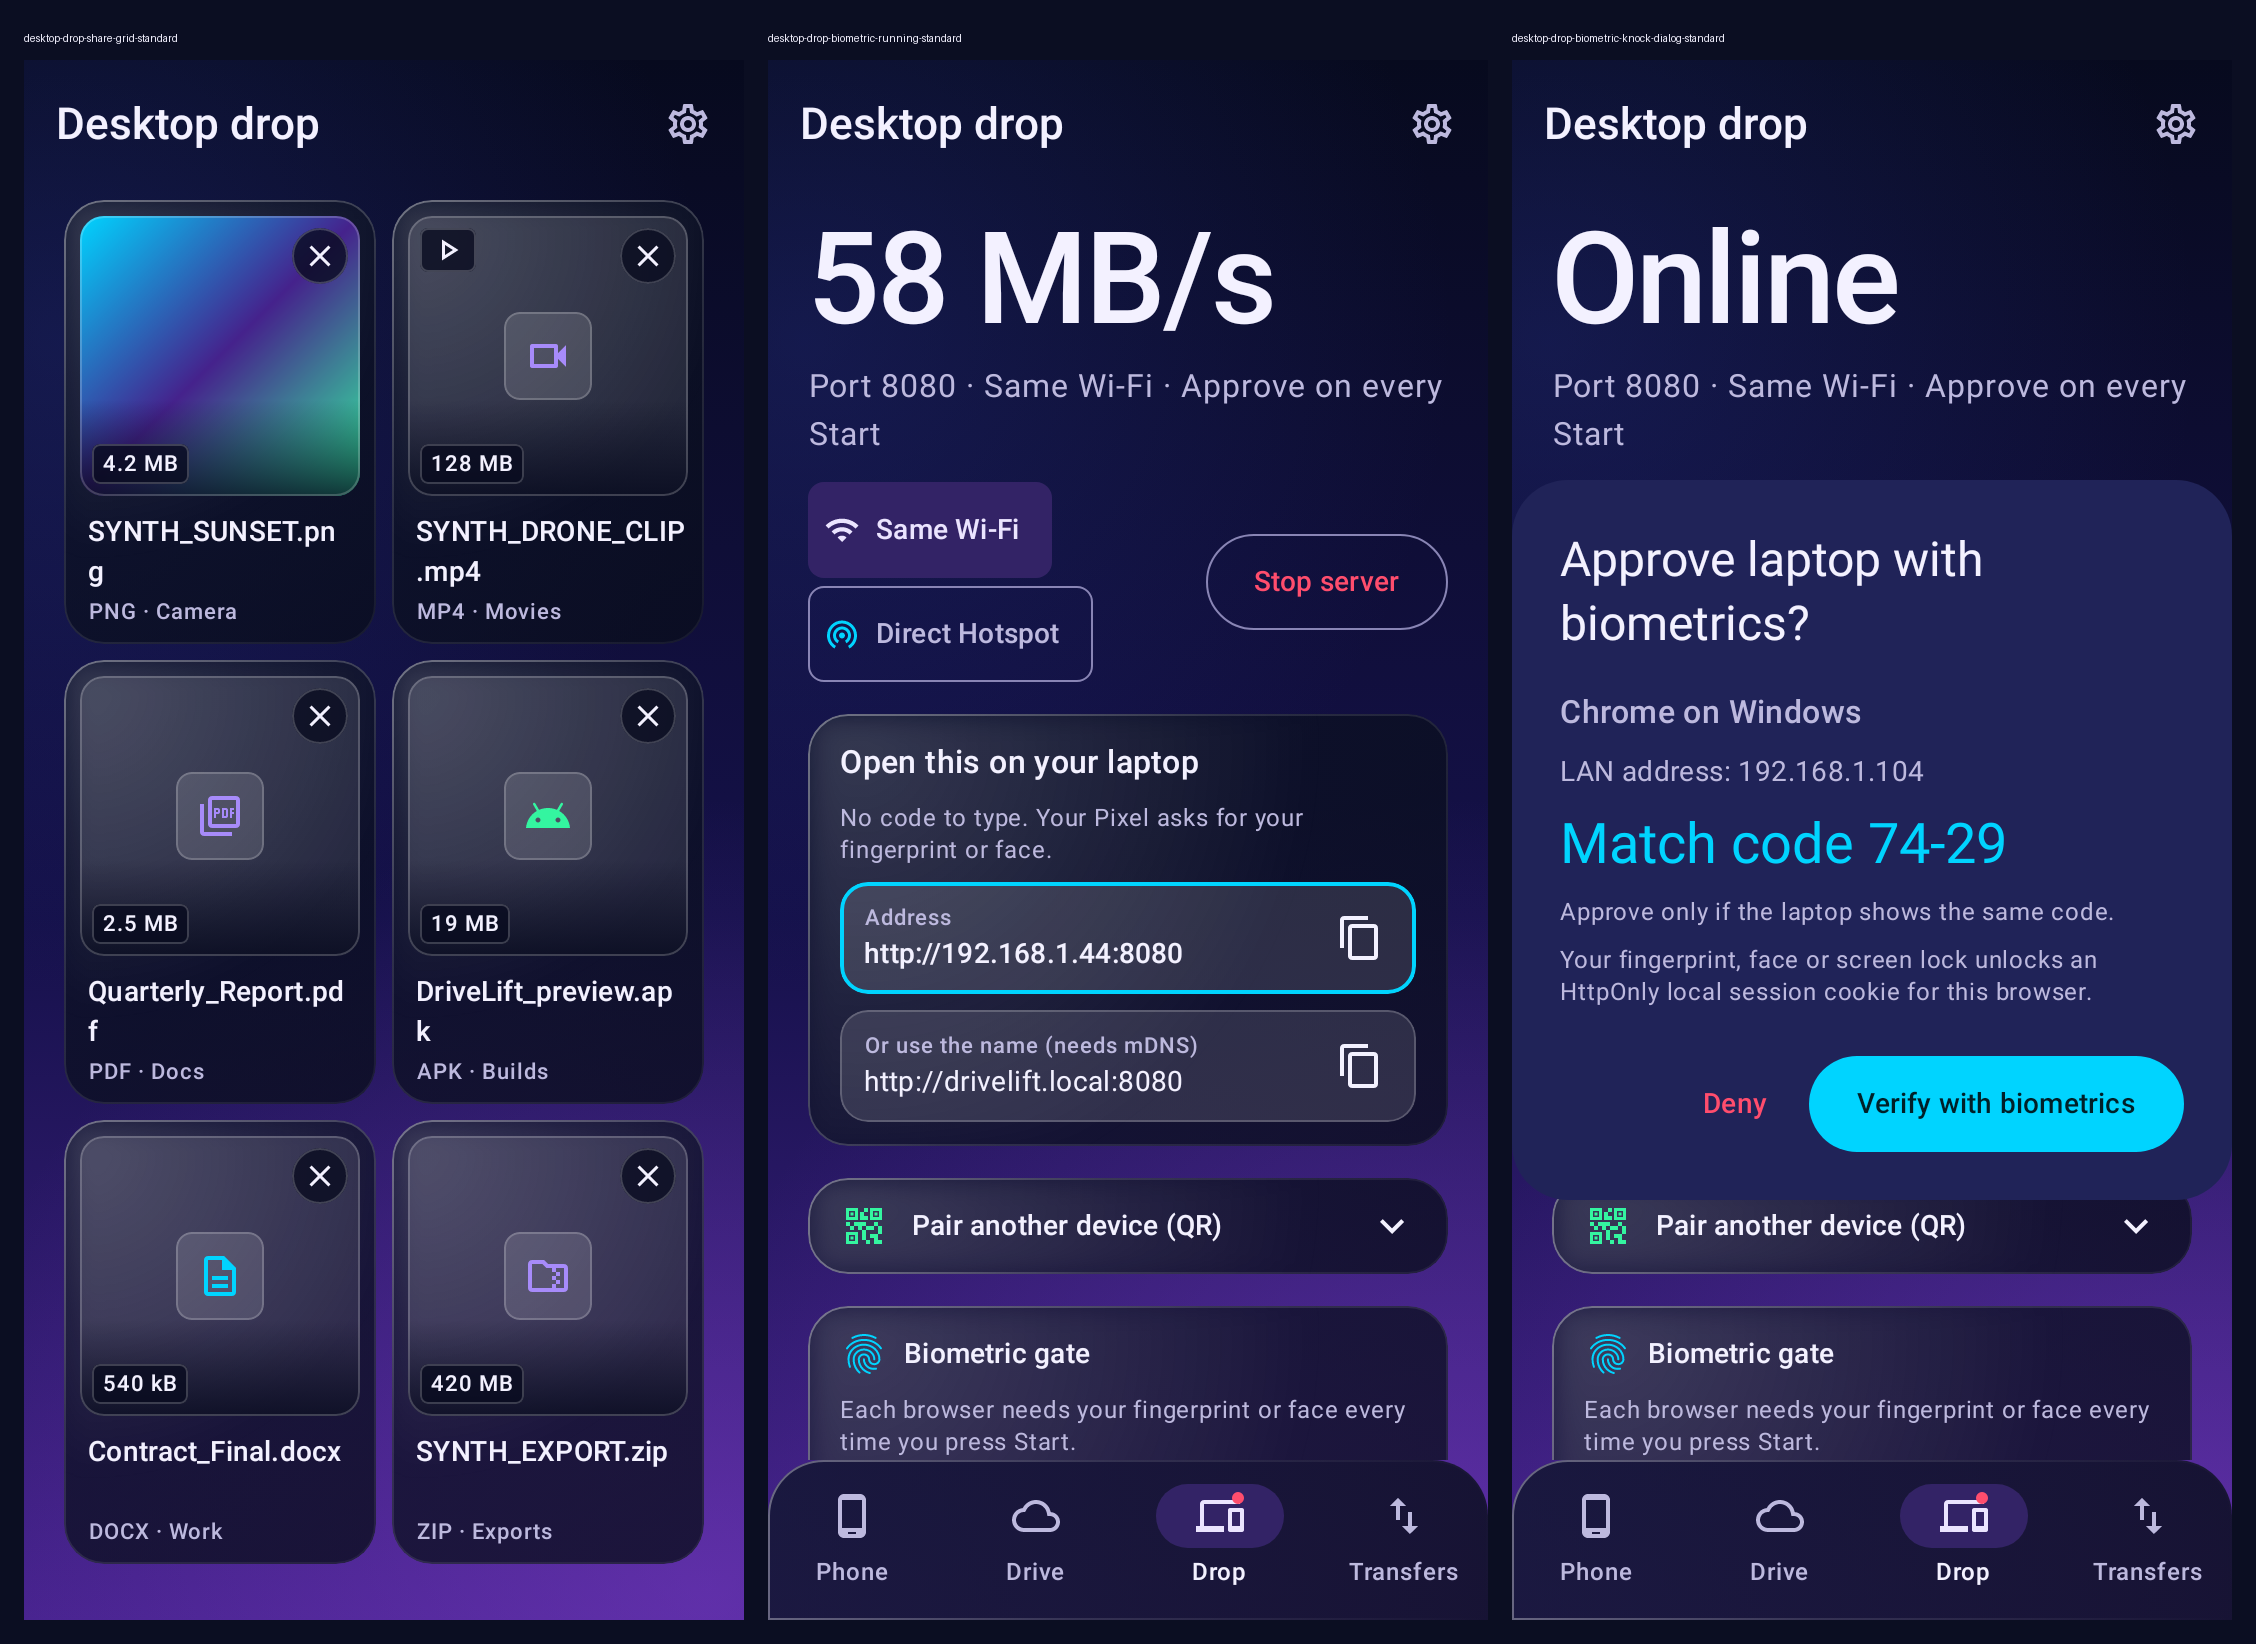 desktop-drop-share-grid-standard
Desktop drop
4.2 MB
SYNTH_SUNSET.pn
g
PNG · Camera
128 MB
SYNTH_DRONE_CLIP
.mp4
MP4 · Movies
PDF
2.5 MB
Quarterly_Report.pd
f
PDF · Docs
19 MB
DriveLift_preview.ap
k
APK · Builds
540 kB
Contract_Final.docx
DOCX · Work
420 MB
SYNTH_EXPORT.zip
ZIP · Exports
desktop-drop-biometric-running-standard
Desktop drop
58 MB/s
Port 8080 · Same Wi-Fi · Approve on every
Start
Same Wi-Fi
Direct Hotspot
Stop server
Open this on your laptop
No code to type. Your Pixel asks for your
fingerprint or face.
Address
http://192.168.1.44:8080
Or use the name (needs mDNS)
http://drivelift.local:8080
Pair another device (QR)
Biometric gate
Each browser needs your fingerprint or face every
time you press Start.
Phone
Drive
Drop
Transfers
desktop-drop-biometric-knock-dialog-standard
Desktop drop
Online
Port 8080 · Same Wi-Fi · Approve on every
Start
Approve laptop with
biometrics?
Chrome on Windows
LAN address: 192.168.1.104
Match code 74-29
Approve only if the laptop shows the same code.
Your fingerprint, face or screen lock unlocks an
HttpOnly local session cookie for this browser.
Deny
Verify with biometrics
Pair another device (QR)
Biometric gate
Each browser needs your fingerprint or face every
time you press Start.
Phone
Drive
Drop
Transfers